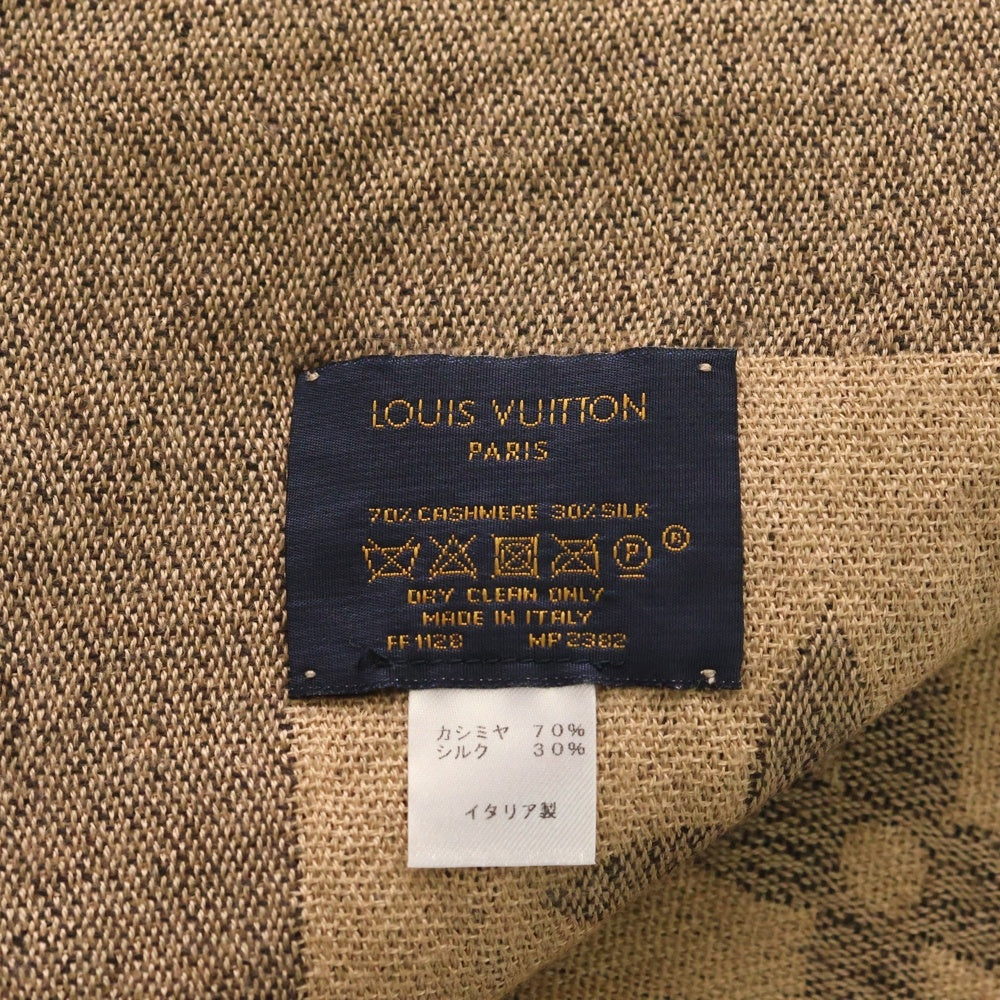 LOUIS VUITTON
PARIS
70% CASHMERE 30% SILK
P ®
DRY CLEAN ONLY
MADE IN ITALY
FF1128 MP2382
カシミヤ 70%
シルク 30%
イタリア製